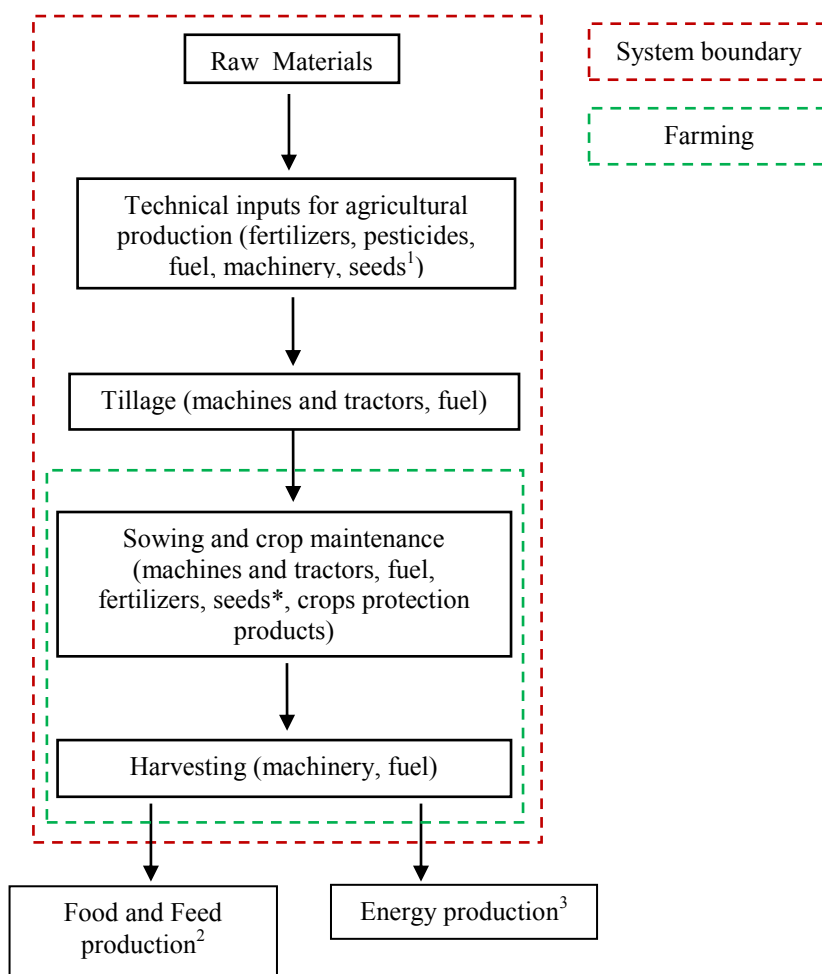 Raw Materials
System boundary
Farming
Technical inputs for agricultural
production (fertilizers, pesticides,
fuel, machinery, seeds¹)
Tillage (machines and tractors, fuel)
Sowing and crop maintenance
(machines and tractors, fuel,
fertilizers, seeds*, crops protection
products)
Harvesting (machinery, fuel)
Food and Feed
production²
Energy production³